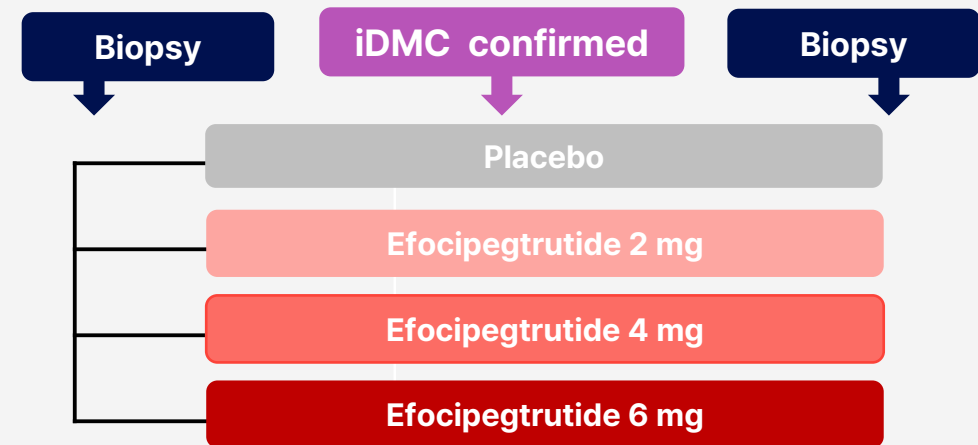 Biopsy
iDMC confirmed
Biopsy
Placebo
Efocipegtrutide 2 mg
Efocipegtrutide 4 mg
Efocipegtrutide 6 mg